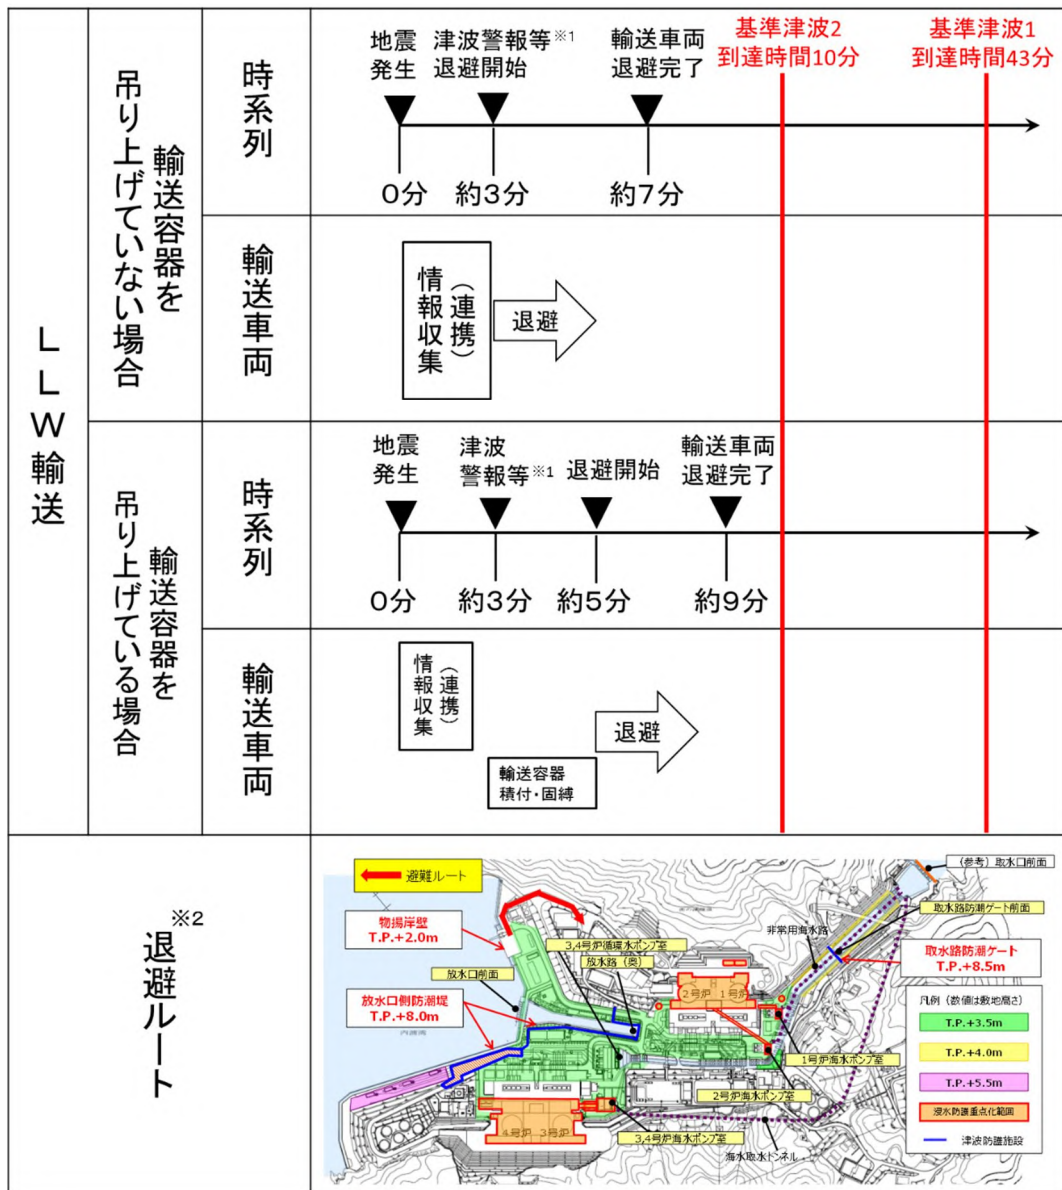 LLW輸送
輸送容器を
吊り上げていない場合
時系列
地震
発生
津波警報等※1
退避開始
輸送車両
退避完了
基準津波2
到達時間10分
基準津波1
到達時間43分
0分
約3分
約7分
輸送車両
情報収集
(連携)
退避
輸送容器を
吊り上げている場合
時系列
地震
発生
津波
警報等※1
退避開始
輸送車両
退避完了
0分
約3分
約5分
約9分
輸送車両
情報収集
(連携)
輸送容器
積付・固縛
退避
退避ルート※2
避難ルート
物揚岸壁
T.P.+2.0m
放水口前面
放水口側防潮堤
T.P.+8.0m
3,4号炉循環水ポンプ室
放水路(奥)
2号炉
1号炉
非常用海水路
(参考)取水口前面
取水路防潮ゲート前面
取水路防潮ゲート
T.P.+8.5m
1号炉海水ポンプ室
2号炉海水ポンプ室
4号炉
3号炉
3,4号炉海水ポンプ室
海水取水トンネル
凡例(数値は敷地高さ)
T.P.+3.5m
T.P.+4.0m
T.P.+5.5m
浸水防護重点化範囲
津波防護施設